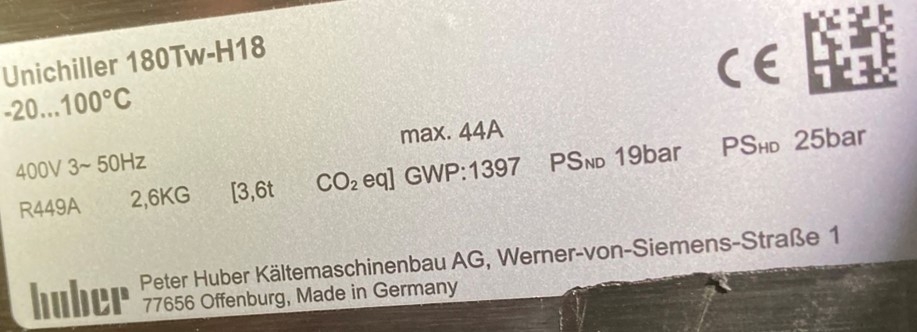 Unichiller 180Tw-H18
-20...100°C
max. 44A
400V 3~ 50Hz
R449A 2,6KG [3,6t CO₂ eq] GWP:1397 PSND 19bar PSHD 25bar
CE
huber
Peter Huber Kältemaschinenbau AG, Werner-von-Siemens-Straße 1
77656 Offenburg, Made in Germany